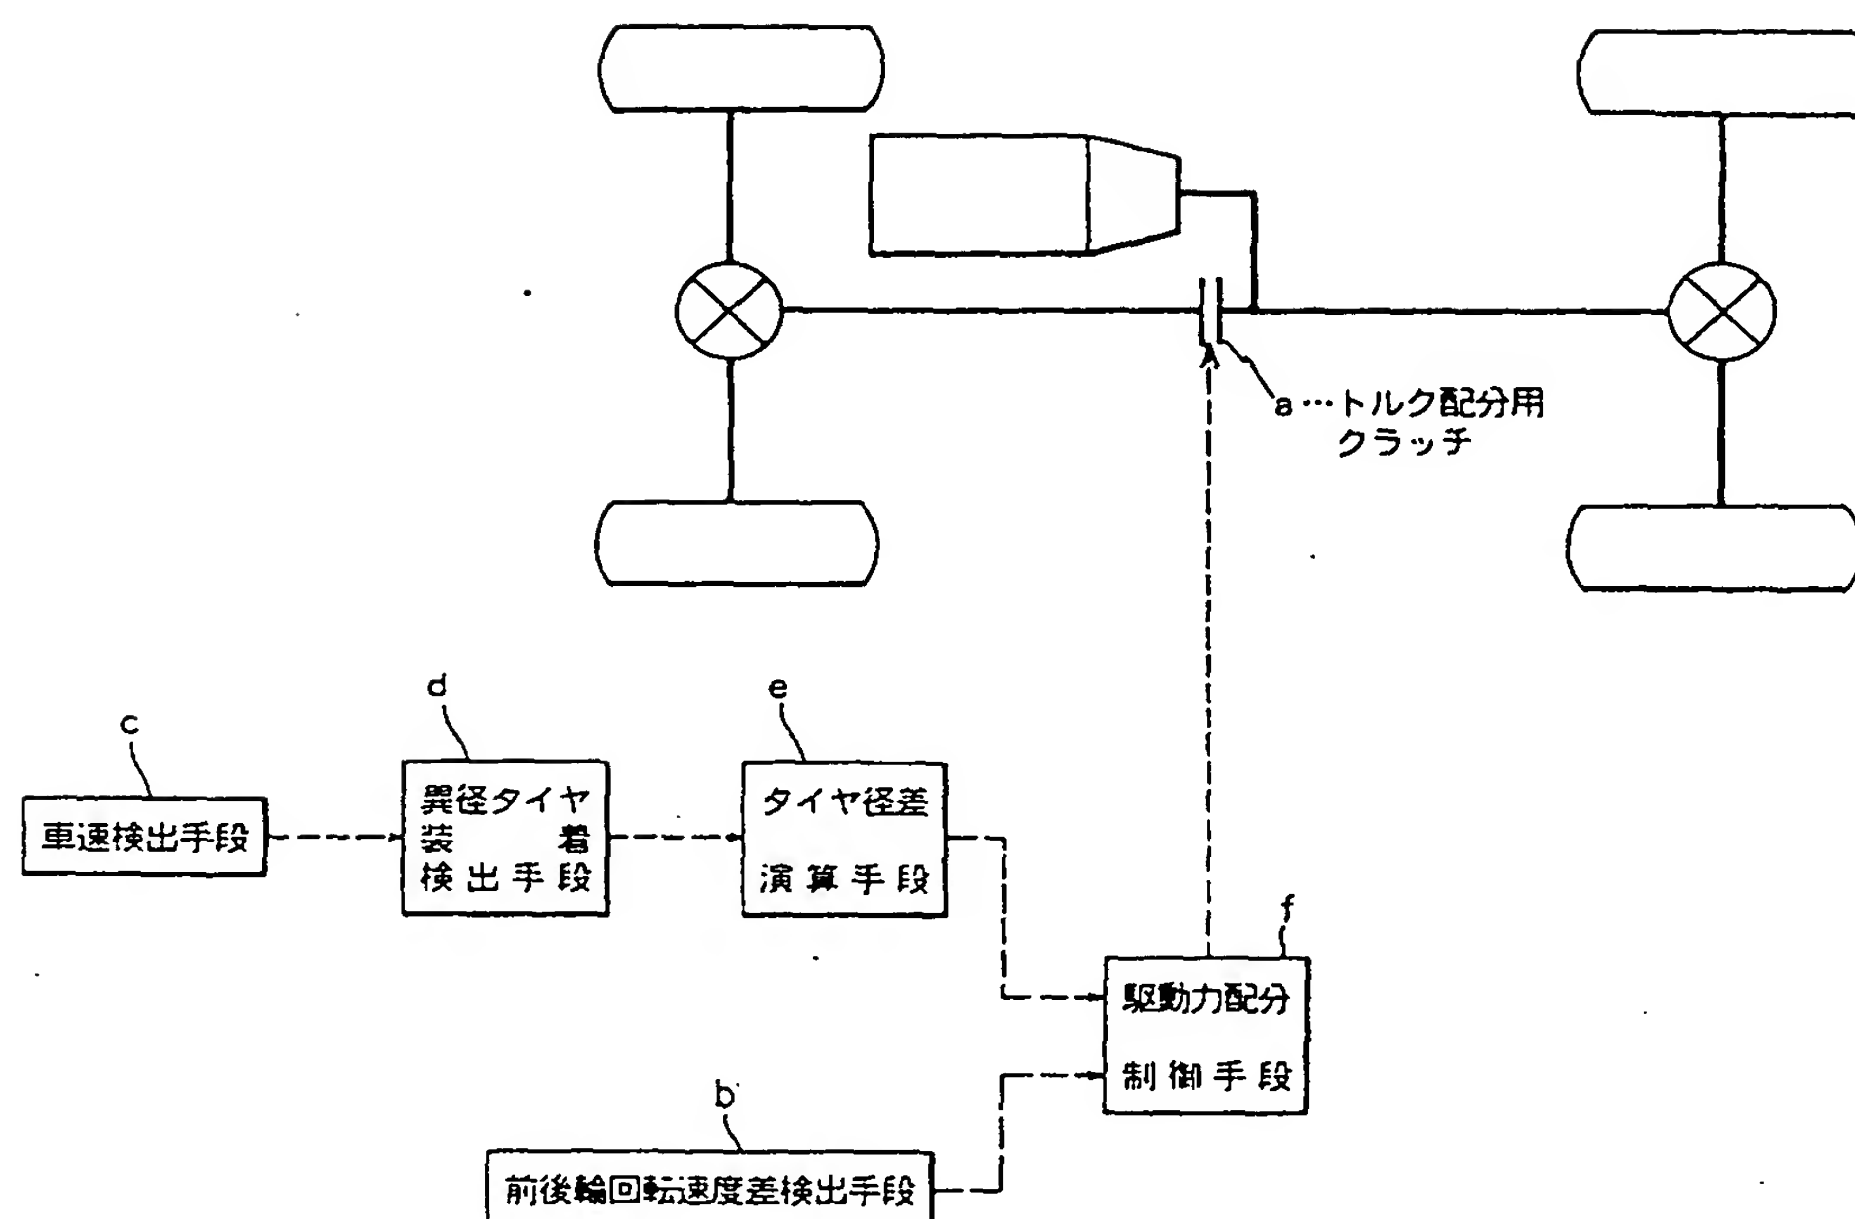 a…トルク配分用
クラッチ
d
e
c
異径タイヤ
装着
検出手段
タイヤ径差
演算手段
車速検出手段
f
駆動力配分
制御手段
b
前後輪回転速度差検出手段